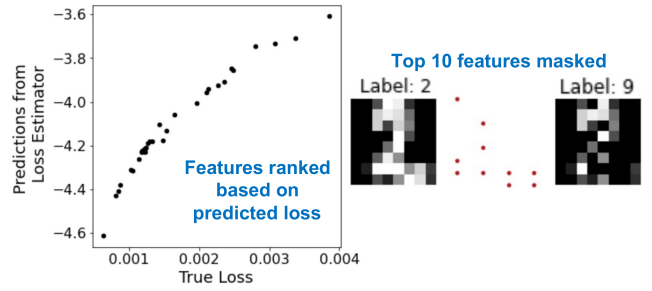 −3.6
−3.8
−4.0
−4.2
−4.4
−4.6
Predictions from
Loss Estimator
0.001
0.002
0.003
0.004
True Loss
Features ranked
based on
predicted loss
Top 10 features masked
Label: 2
Label: 9